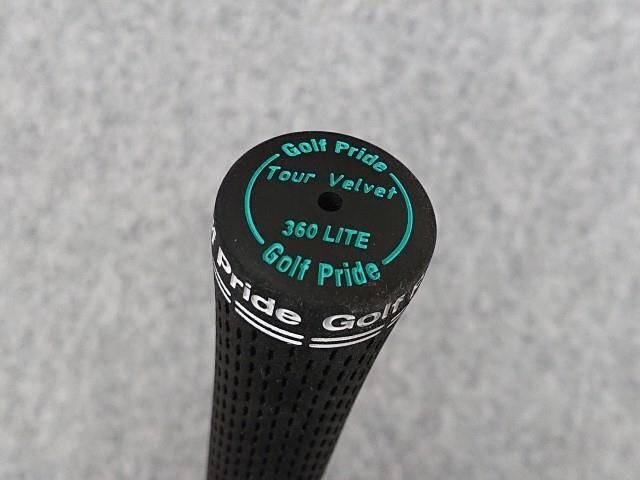 Golf Pride
Tour Velvet
360 LITE
Golf Pride
Pride Golf